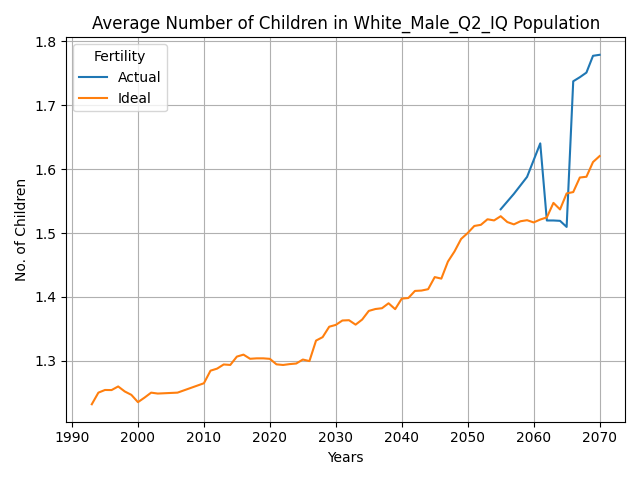 Average Number of Children in White_Male_Q2_IQ Population
Fertility
Actual
Ideal
No. of Children
1.8
1.7
1.6
1.5
1.4
1.3
1990 2000 2010 2020 2030 2040 2050 2060 2070
Years